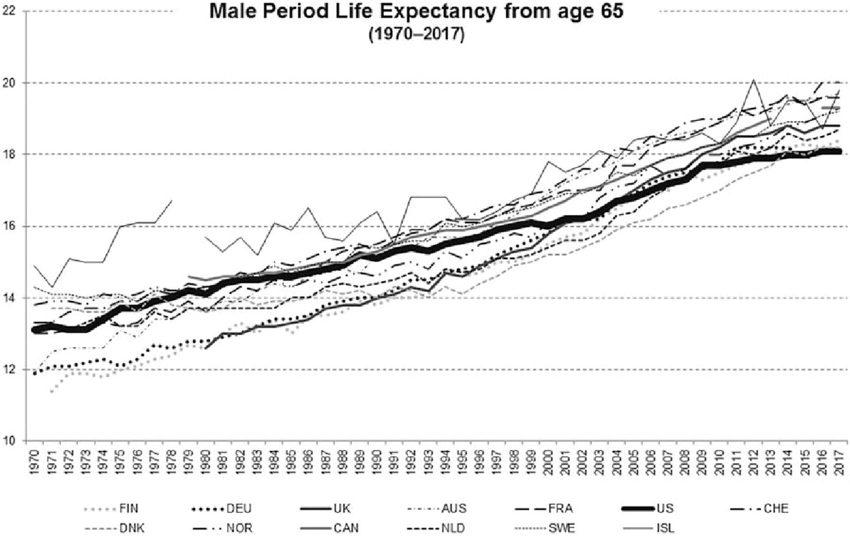 Male Period Life Expectancy from age 65
(1970–2017)
22
20
18
16
14
12
10
1970 1971 1972 1973 1974 1975 1976 1977 1978 1979 1980 1981 1982 1983 1984 1985 1986 1987 1988 1989 1990 1991 1992 1993 1994 1995 1996 1997 1998 1999 2000 2001 2002 2003 2004 2005 2006 2007 2008 2009 2010 2011 2012 2013 2014 2015 2016 2017
FIN DEU UK AUS FRA US CHE
DNK NOR CAN NLD SWE ISL